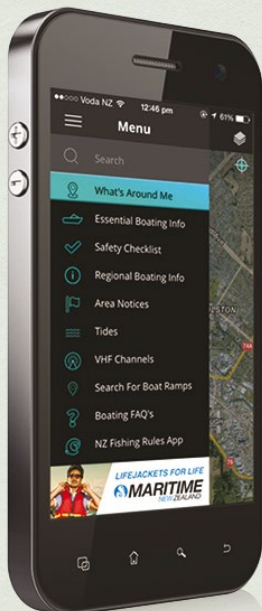 Voda NZ 12:46 pm 61%
Menu
Search
What's Around Me
Essential Boating Info
Safety Checklist
Regional Boating Info
Area Notices
Tides
VHF Channels
Search For Boat Ramps
Boating FAQ's
NZ Fishing Rules App
LIFEJACKETS FOR LIFE
MARITIME
NEW ZEALAND
74